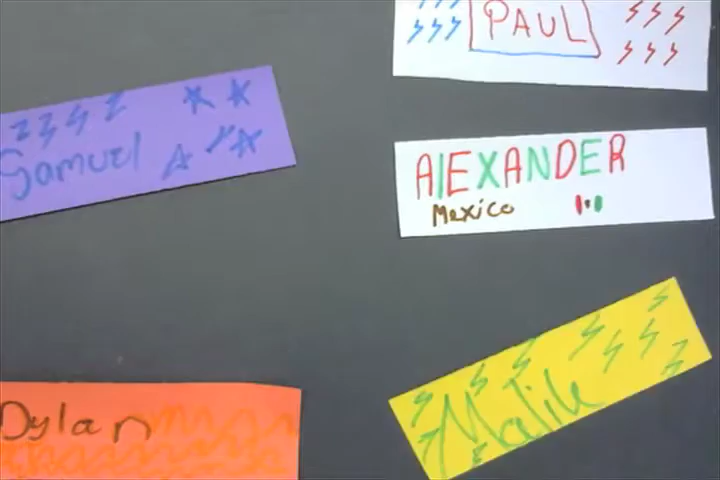 PAUL
Samuel
AlEXANDER
Mexico
Dylan
Malik